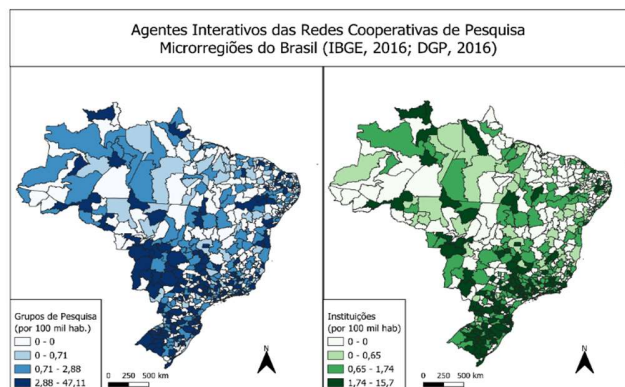 Agentes Interativos das Redes Cooperativas de Pesquisa
Microrregiões do Brasil (IBGE, 2016; DGP, 2016)
Grupos de Pesquisa
(por 100 mil hab.)
0 - 0
0 - 0,71
0,71 - 2,88
2,88 - 47,11
0 250 500 km
N
Instituições
(por 100 mil hab)
0 - 0
0 - 0,65
0,65 - 1,74
1,74 - 15,7
0 250 500 km
N